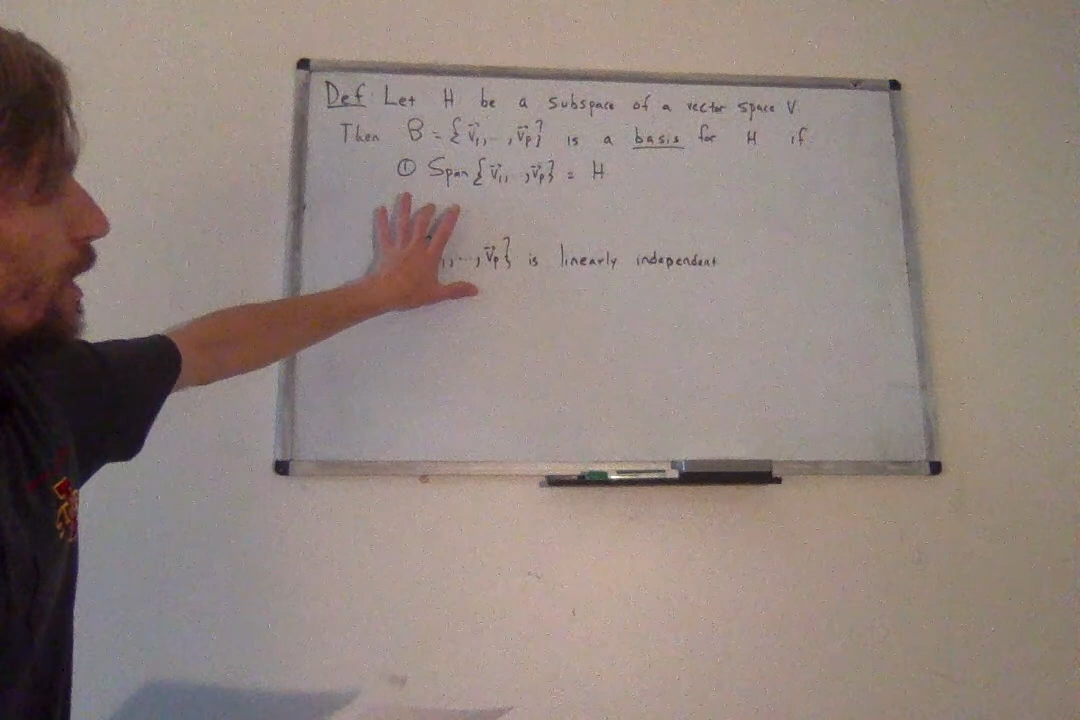 Def Let H be a subspace of a vector space V
Then B = {v⃗₁, ..., v⃗ₚ} is a basis for H if
① Span{v⃗₁, ..., v⃗ₚ} = H
₁, ..., v⃗ₚ} is linearly independent